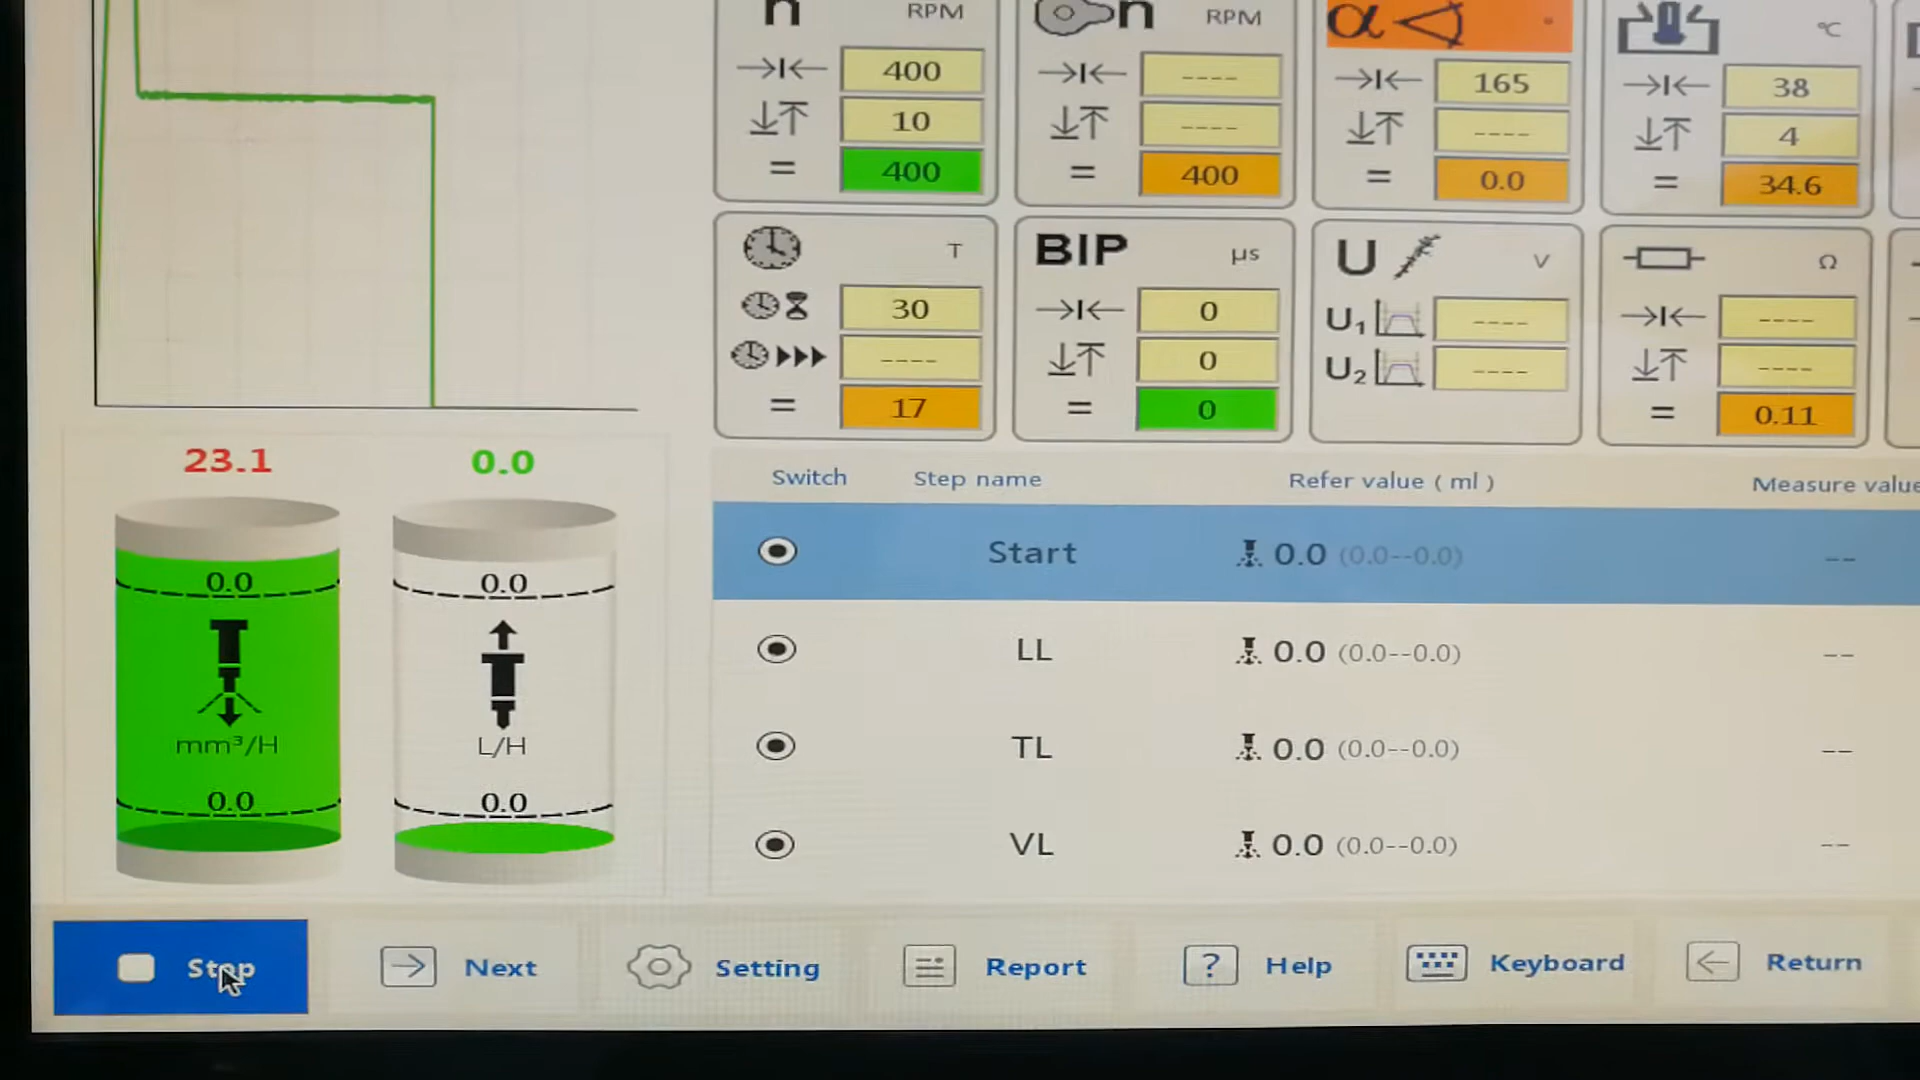 n RPM
400
10
= 400
n RPM
----
----
= 400
α °
165
----
= 0.0
℃
38
4
= 34.6
T
30
----
= 17
BIP µs
0
0
= 0
U V
U₁ ----
U₂ ----
Ω
----
----
= 0.11
23.1
0.0
0.0
mm³/H
0.0
0.0
L/H
0.0
Switch Step name Refer value ( ml ) Measure value
Start 0.0 (0.0--0.0) --
LL 0.0 (0.0--0.0) --
TL 0.0 (0.0--0.0) --
VL 0.0 (0.0--0.0) --
Stop Next Setting Report ? Help Keyboard Return